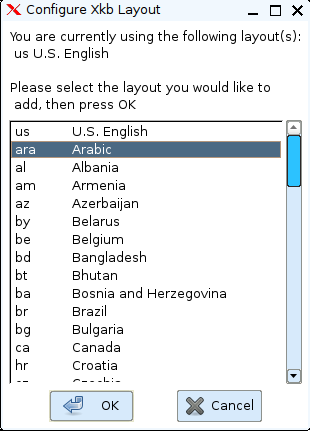 Configure Xkb Layout
You are currently using the following layout(s):
us U.S. English
Please select the layout you would like to
add, then press OK
us U.S. English
ara Arabic
al Albania
am Armenia
az Azerbaijan
by Belarus
be Belgium
bd Bangladesh
bt Bhutan
ba Bosnia and Herzegovina
br Brazil
bg Bulgaria
ca Canada
hr Croatia
cz Czechia
OK Cancel